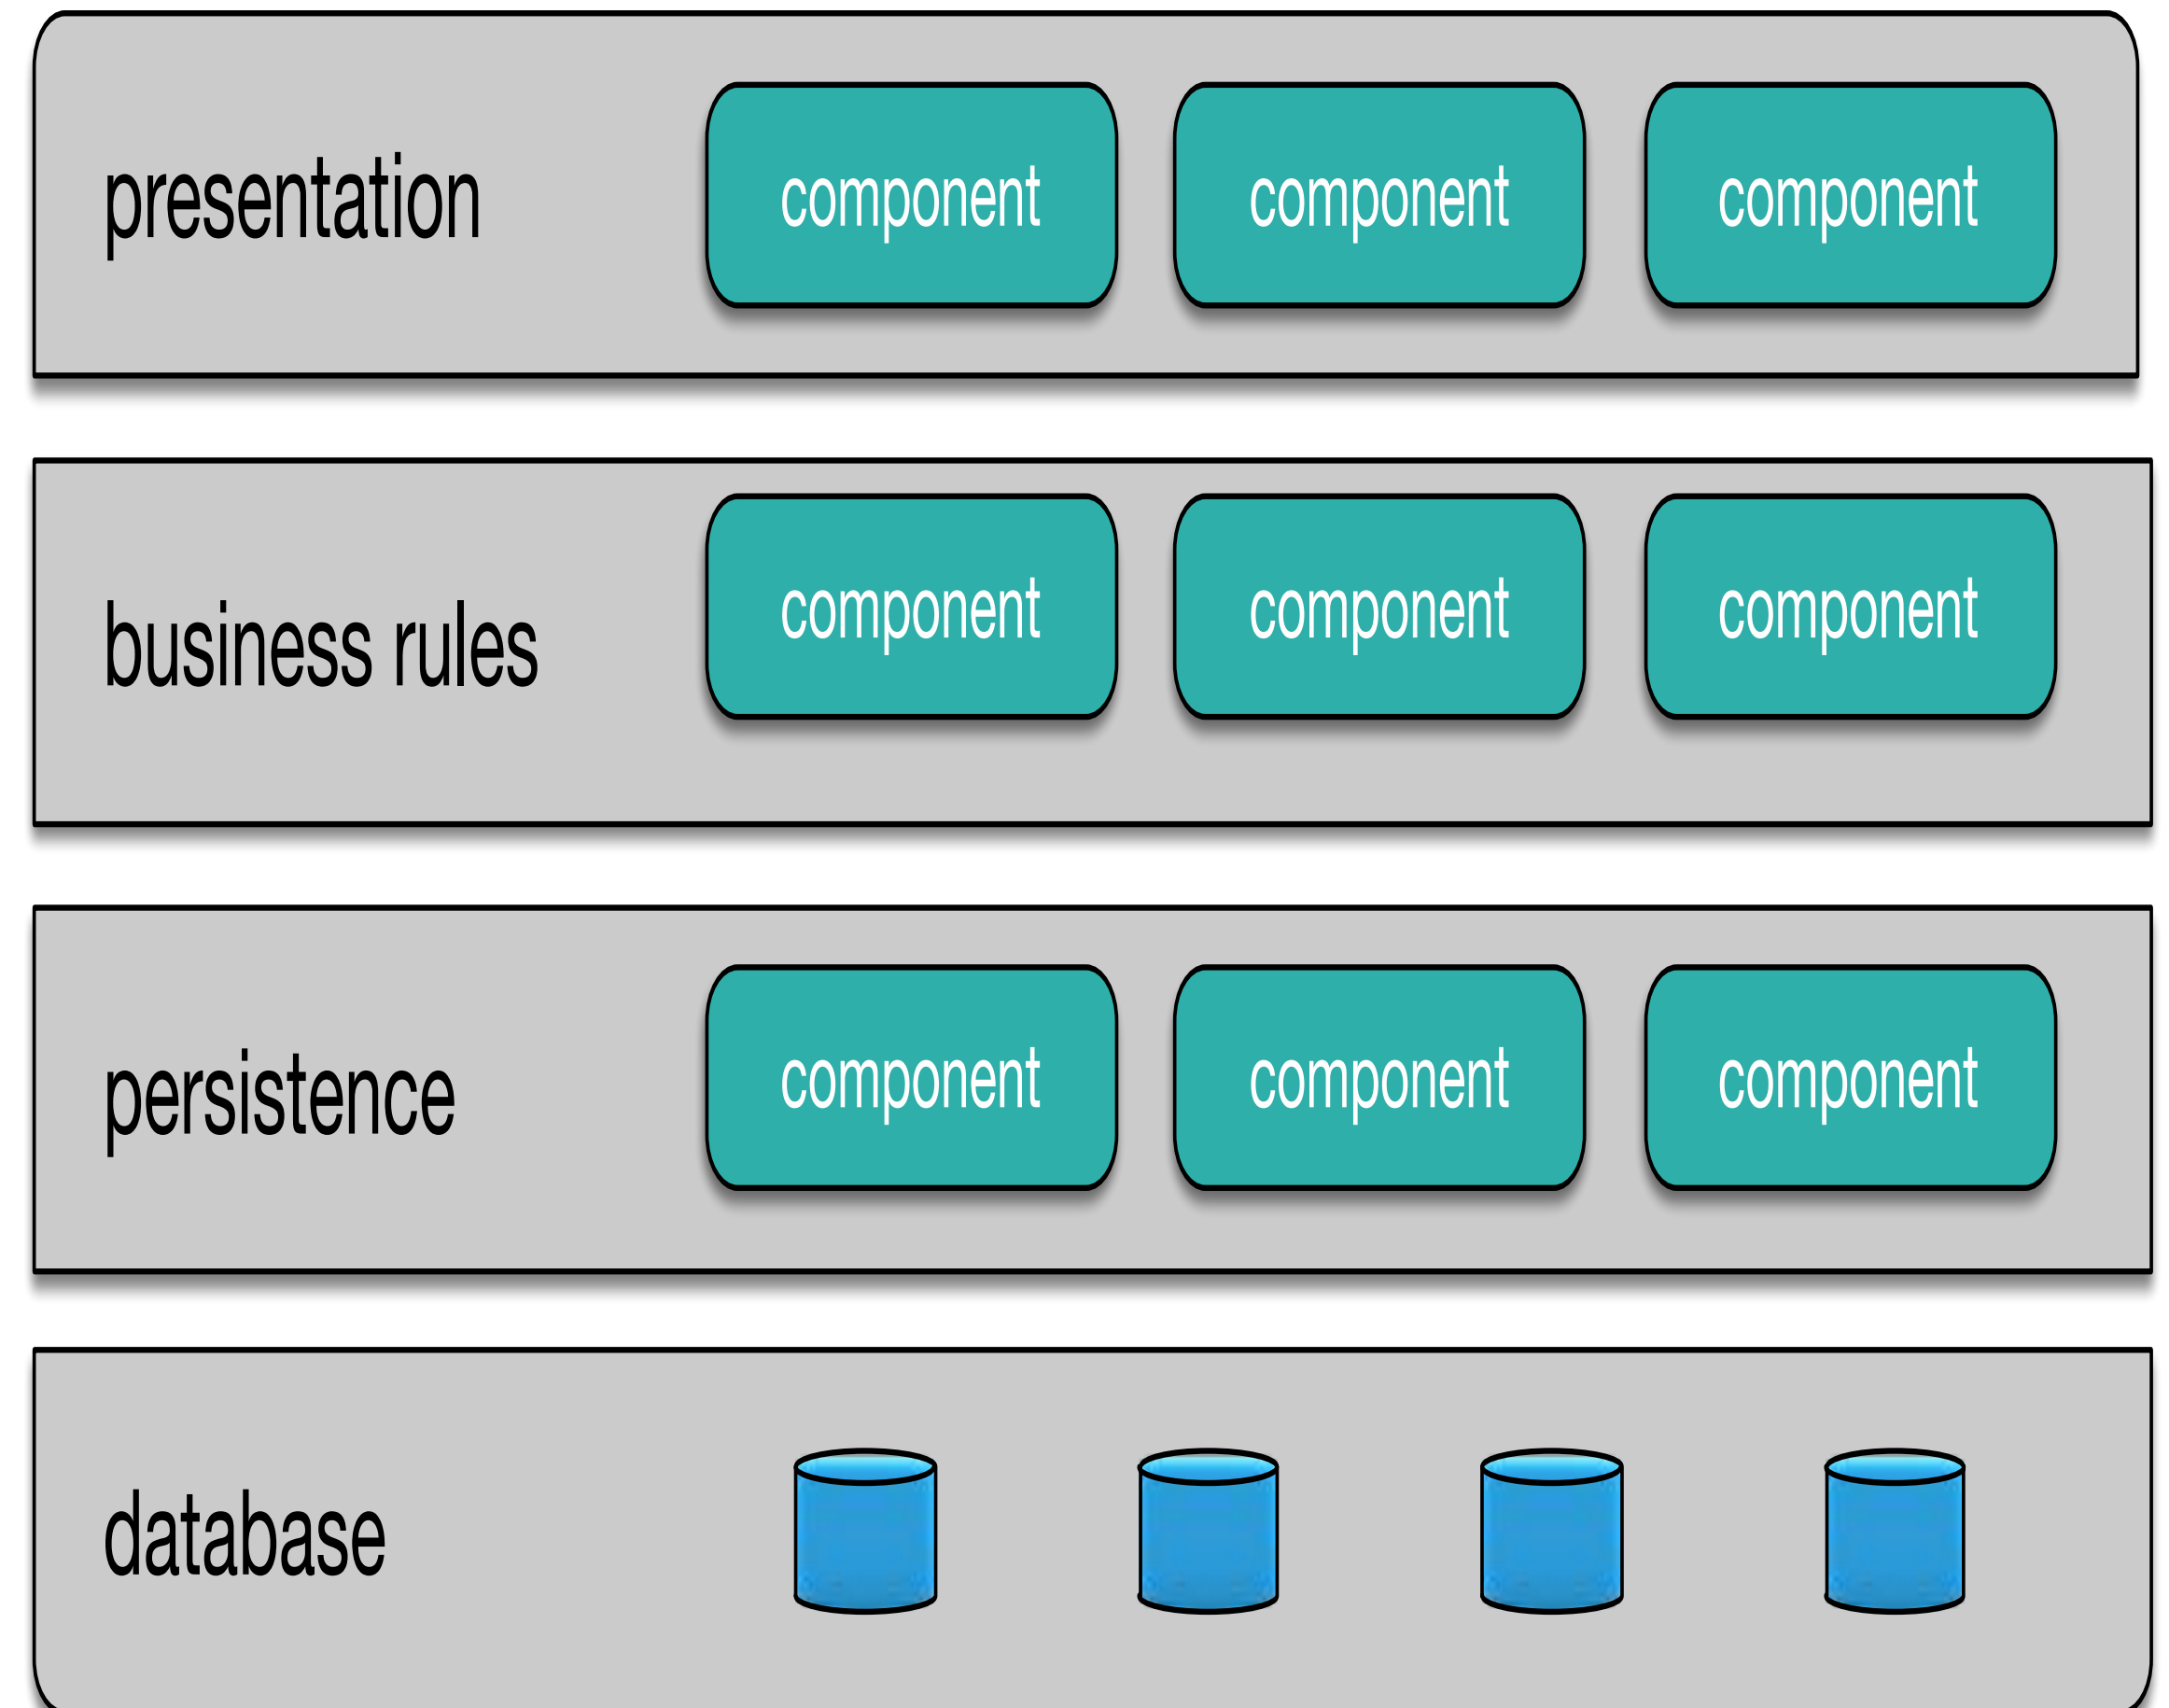 presentation
component component component
business rules
component component component
persistence
component component component
database